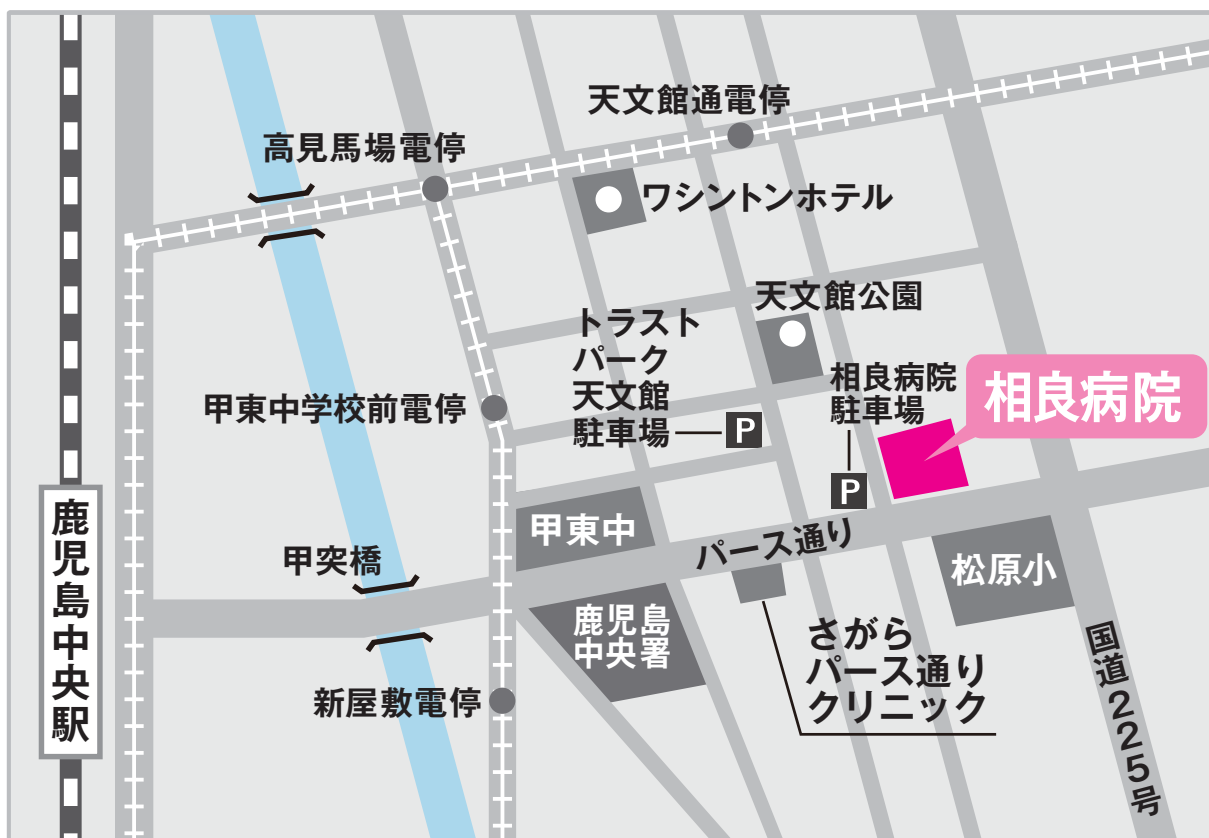 天文館通電停
高見馬場電停
ワシントンホテル
天文館公園
トラスト
パーク
天文館
駐車場
P
相良病院
駐車場
P
相良病院
甲東中学校前電停
鹿児島中央駅
甲東中
パース通り
松原小
甲突橋
鹿児島
中央署
さがら
パース通り
クリニック
新屋敷電停
国道225号